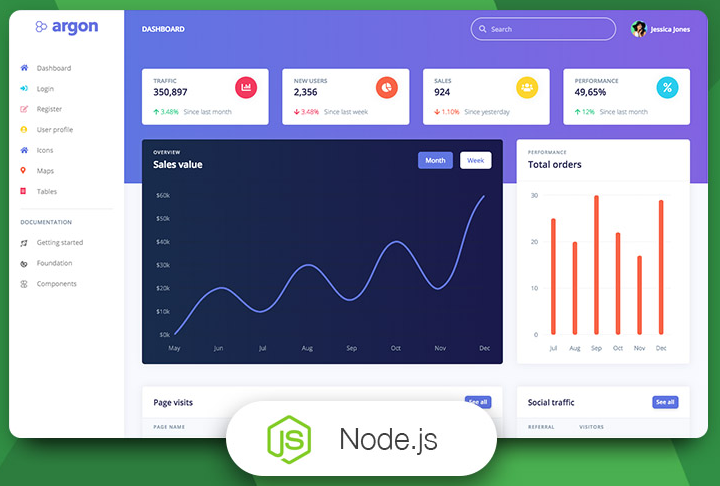 argon
Dashboard
Login
Register
User profile
Icons
Maps
Tables
DOCUMENTATION
Getting started
Foundation
Components
DASHBOARD
Search
Jessica Jones
TRAFFIC
350,897
3.48% Since last month
NEW USERS
2,356
3.48% Since last week
SALES
924
1.10% Since yesterday
PERFORMANCE
49,65%
12% Since last month
OVERVIEW
Sales value
Month
Week
$60k
$50k
$40k
$30k
$20k
$10k
$0k
May Jun Jul Aug Sep Oct Nov Dec
PERFORMANCE
Total orders
30
20
10
0
Jul Aug Sep Oct Nov Dec
Page visits
See all
PAGE NAME
Social traffic
See all
REFERRAL VISITORS
JS
Node.js